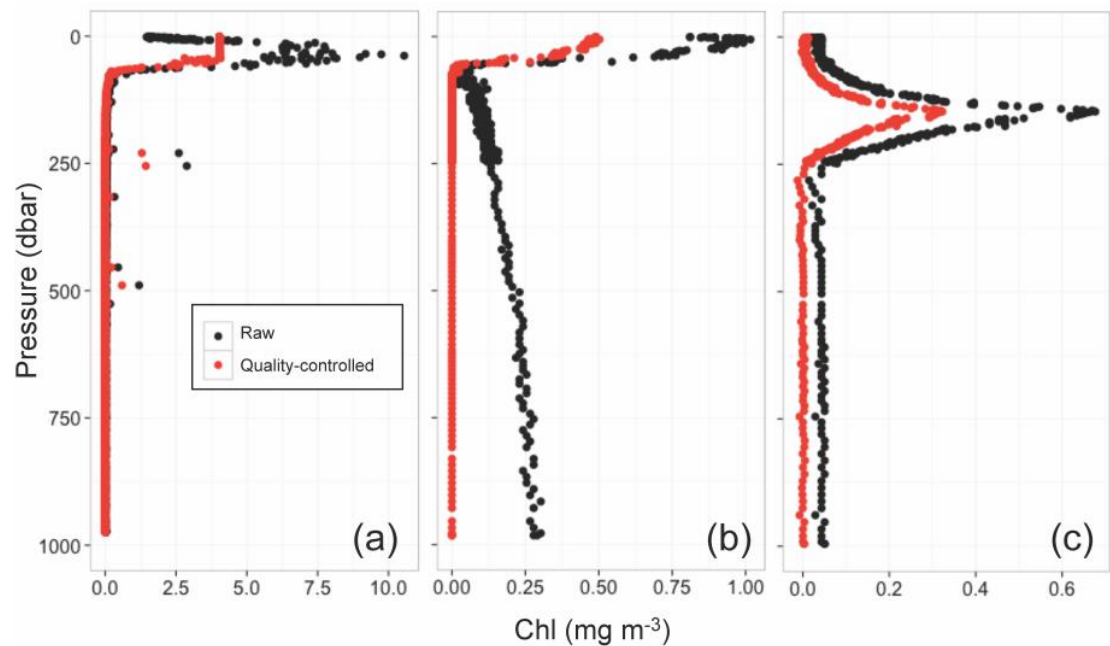 0
250
500
750
1000
Pressure (dbar)
Raw
Quality-controlled
(a)
(b)
(c)
0.0 2.5 5.0 7.5 10.0
0.00 0.25 0.50 0.75 1.00
0.0 0.2 0.4 0.6
Chl (mg m⁻³)